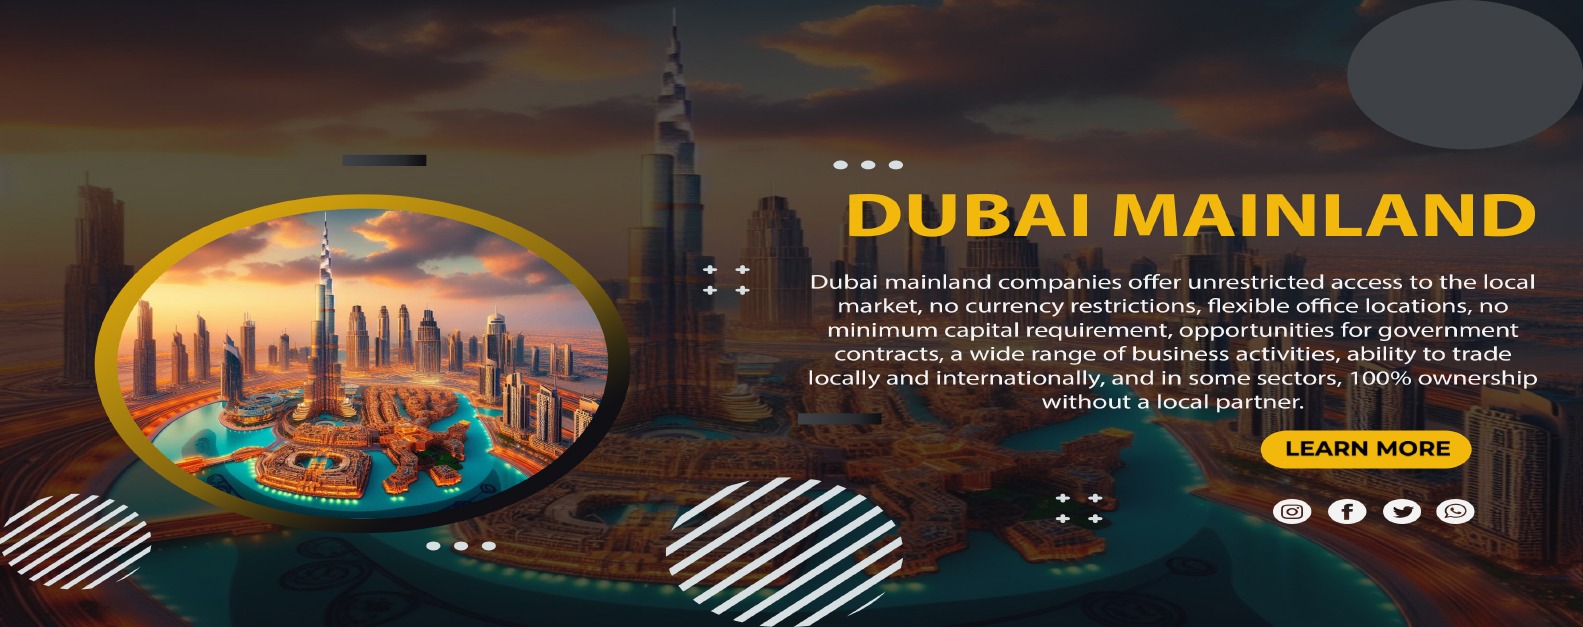 DUBAI MAINLAND
Dubai mainland companies offer unrestricted access to the local
market, no currency restrictions, flexible office locations, no
minimum capital requirement, opportunities for government
contracts, a wide range of business activities, ability to trade
locally and internationally, and in some sectors, 100% ownership
without a local partner.
LEARN MORE